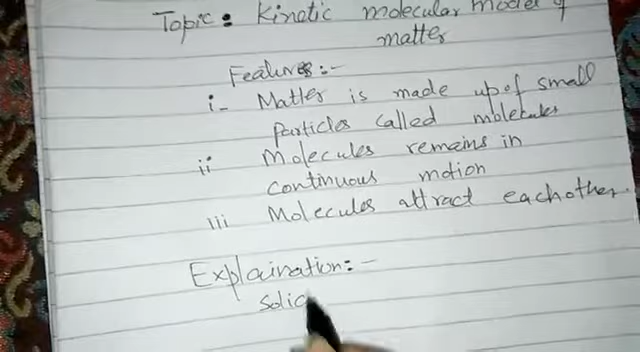 Topic: Kinetic molecular model of
matter
Features:-
i- Matter is made up of small
particles called molecules
ii Molecules remains in
continuous motion
iii Molecules attract eachother.
Explaination:-
Solid